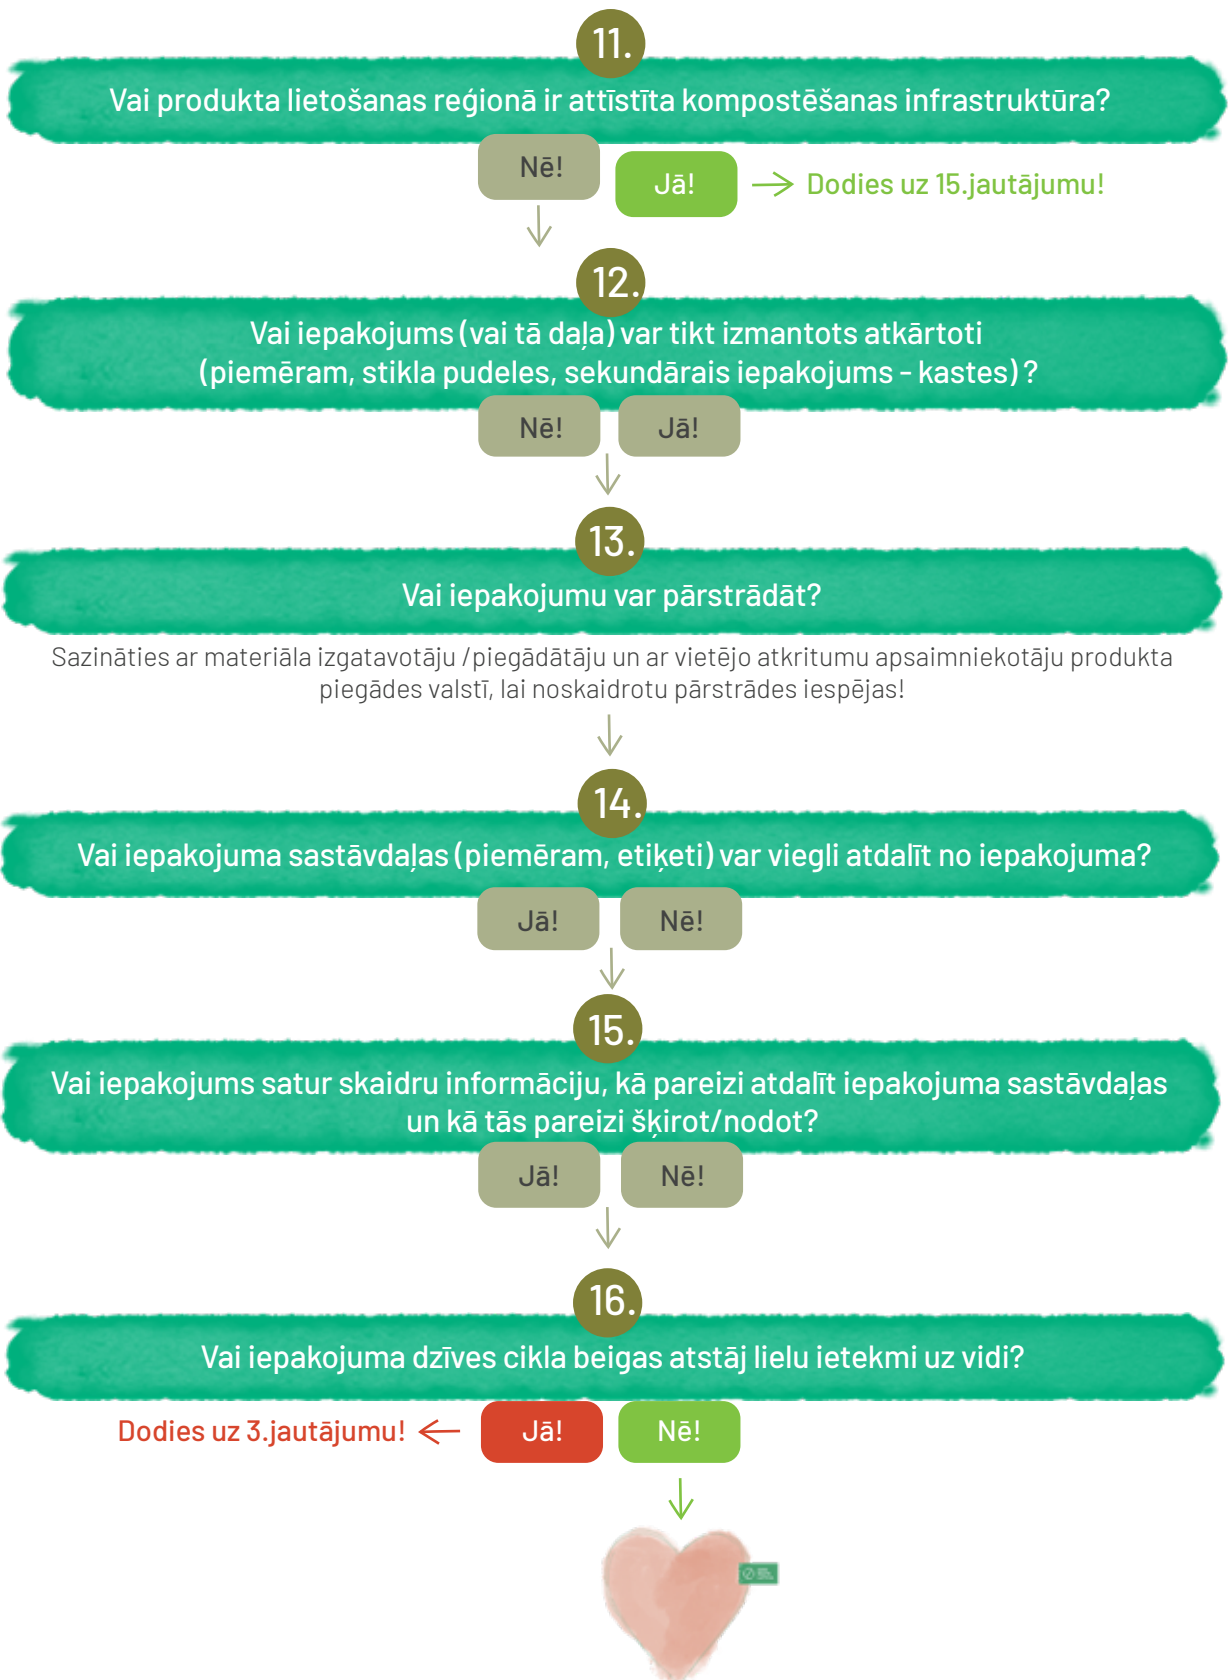 11.
Vai produkta lietošanas reģionā ir attīstīta kompostēšanas infrastruktūra?
Nē!
Jā!
Dodies uz 15.jautājumu!
12.
Vai iepakojums (vai tā daļa) var tikt izmantots atkārtoti
(piemēram, stikla pudeles, sekundārais iepakojums - kastes) ?
Nē!
Jā!
13.
Vai iepakojumu var pārstrādāt?
Sazināties ar materiāla izgatavotāju /piegādātāju un ar vietējo atkritumu apsaimniekotāju produkta
piegādes valstī, lai noskaidrotu pārstrādes iespējas!
14.
Vai iepakojuma sastāvdaļas (piemēram, etiķeti) var viegli atdalīt no iepakojuma?
Jā!
Nē!
15.
Vai iepakojums satur skaidru informāciju, kā pareizi atdalīt iepakojuma sastāvdaļas
un kā tās pareizi šķirot/nodot?
Jā!
Nē!
16.
Vai iepakojuma dzīves cikla beigas atstāj lielu ietekmi uz vidi?
Dodies uz 3.jautājumu!
Jā!
Nē!